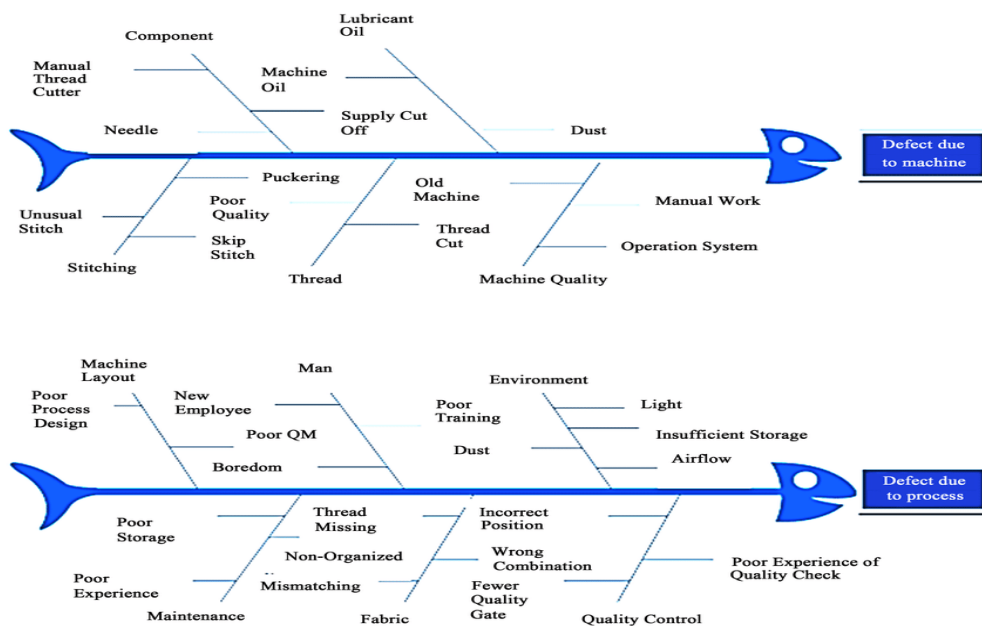 Component
Lubricant
Oil
Manual
Thread
Cutter
Machine
Oil
Supply Cut
Off
Needle
Dust
Defect due
to machine
Puckering
Old
Machine
Poor
Quality
Manual Work
Unusual
Stitch
Skip
Stitch
Thread
Cut
Operation System
Stitching
Thread
Machine Quality
Machine
Layout
Man
Environment
Poor
Process
Design
New
Employee
Poor
Training
Light
Poor QM
Insufficient Storage
Boredom
Dust
Airflow
Defect due
to process
Poor
Storage
Thread
Missing
Incorrect
Position
Non-Organized
Wrong
Combination
Poor Experience of
Quality Check
Poor
Experience
Mismatching
Fewer
Quality
Gate
Maintenance
Fabric
Quality Control